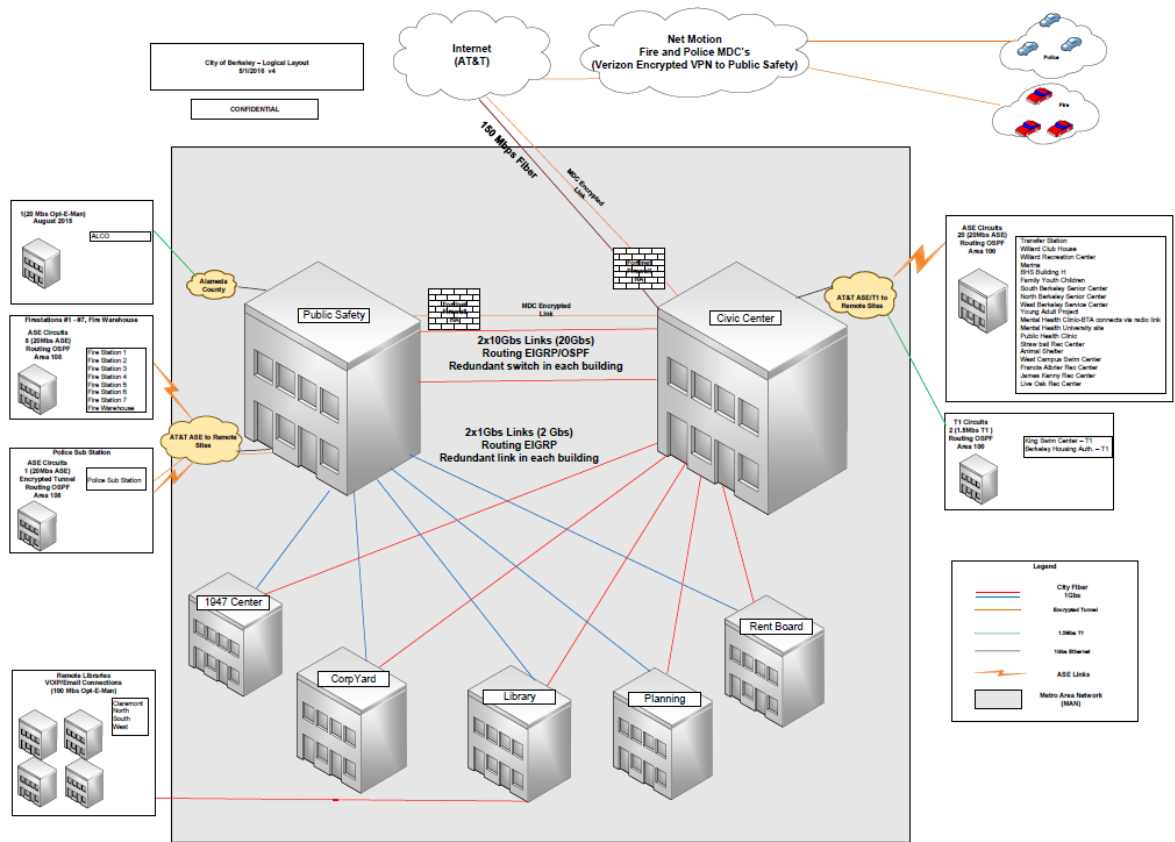 City of Berkeley – Logical Layout
5/1/2016 v4
CONFIDENTIAL
Internet
(AT&T)
Net Motion
Fire and Police MDC's
(Verizon Encrypted VPN to Public Safety)
Police
Fire
150 Mbps Fiber
MDC Encrypted
Link
1(20 Mbs Opt-E-Man)
August 2015
ALCO
Alameda
County
Firestations #1 - #7, Fire Warehouse
ASE Circuits
8 (20Mbs ASE)
Routing OSPF
Area 106
Fire Station 1
Fire Station 2
Fire Station 3
Fire Station 4
Fire Station 5
Fire Station 6
Fire Station 7
Fire Warehouse
AT&T ASE to Remote
Sites
Police Sub Station
ASE Circuits
1 (20Mbs ASE)
Encrypted Tunnel
Routing OSPF
Area 108
Police Sub Station
Public Safety
Fortinet
Firewall
HA
MDC Encrypted
Link
2x10Gbs Links (20Gbs)
Routing EIGRP/OSPF
Redundant switch in each building
2x1Gbs Links (2 Gbs)
Routing EIGRP
Redundant link in each building
Fortinet
Firewall
HA
Civic Center
AT&T ASE/T1 to
Remote Sites
ASE Circuits
20 (20Mbs ASE)
Routing OSPF
Area 100
Transfer Station
Willard Club House
Willard Recreation Center
Marina
BHS Building H
Family Youth Children
South Berkeley Senior Center
North Berkeley Senior Center
West Berkeley Service Center
Young Adult Project
Mental Health Clinic-BTA connects via radio link
Mental Health University site
Public Health Clinic
Straw ball Rec Center
Animal Shelter
West Campus Swim Center
Francis Albrier Rec Center
James Kenny Rec Center
Live Oak Rec Center
T1 Circuits
2 (1.5Mbs T1 )
Routing OSPF
Area 100
King Swim Center – T1
Berkeley Housing Auth. – T1
1947 Center
CorpYard
Library
Planning
Rent Board
Remote Libraries
VOIP/Email Connections
(100 Mbs Opt-E-Man)
Claremont
North
South
West
Legend
City Fiber
1Gbs
Encrypted Tunnel
1.5Mbs T1
1Gbs Ethernet
ASE Links
Metro Area Network
(MAN)